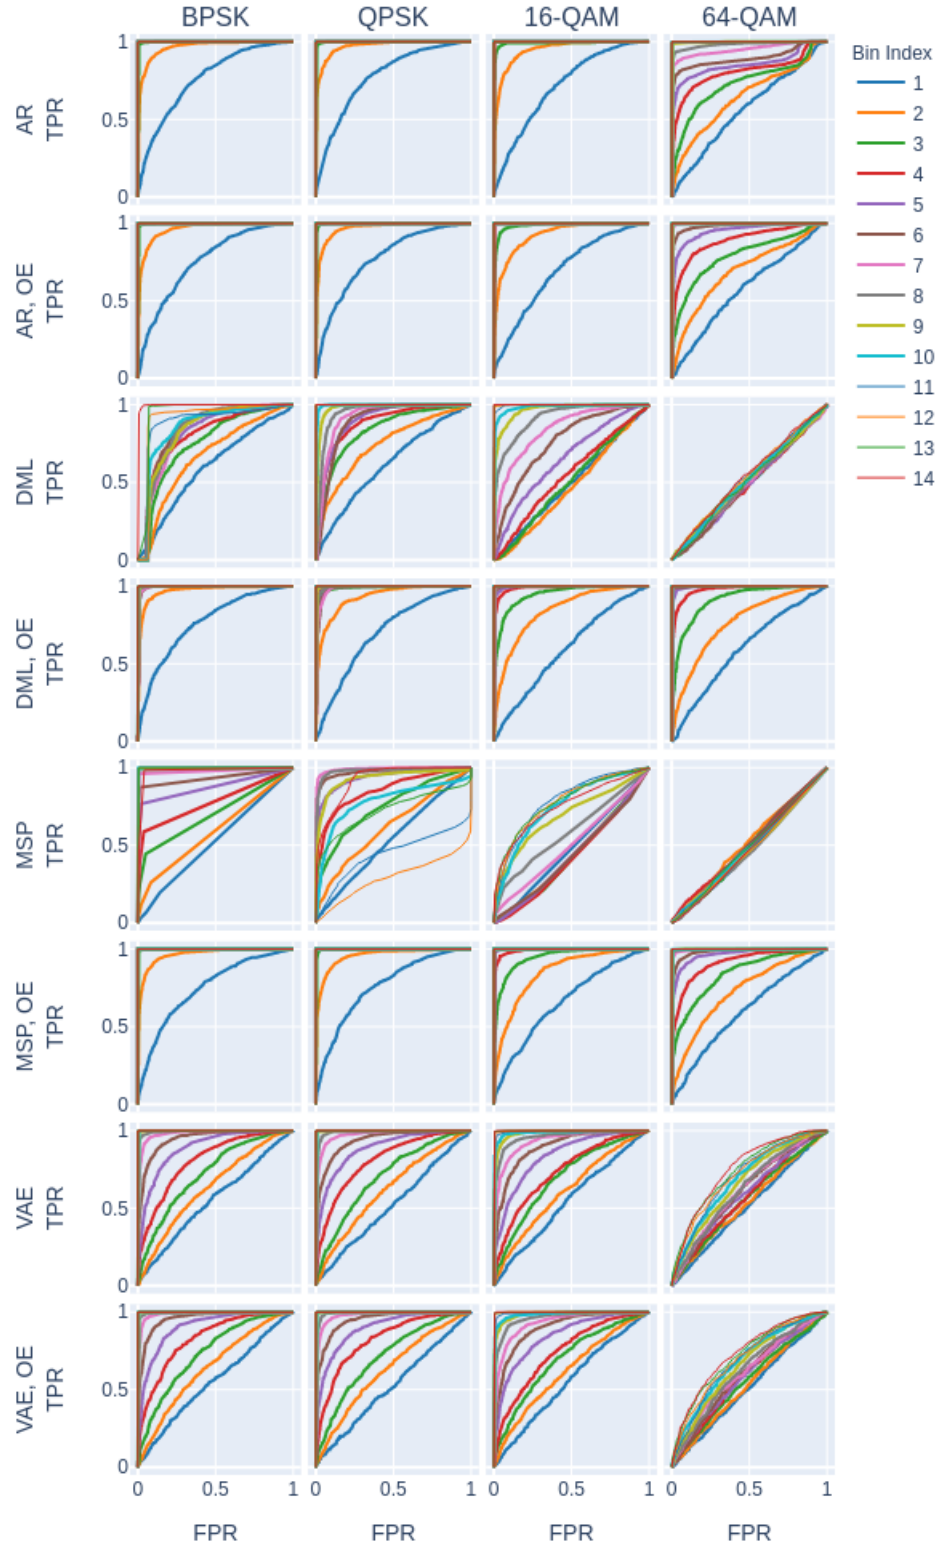 BPSK QPSK 16-QAM 64-QAM
Bin Index
1
2
3
4
5
6
7
8
9
10
11
12
13
14
AR
TPR
1
0.5
0
AR, OE
TPR
1
0.5
0
DML
TPR
1
0.5
0
DML, OE
TPR
1
0.5
0
MSP
TPR
1
0.5
0
MSP, OE
TPR
1
0.5
0
VAE
TPR
1
0.5
0
VAE, OE
TPR
1
0.5
0
0 0.5 1 0 0.5 1 0 0.5 1 0 0.5 1
FPR FPR FPR FPR